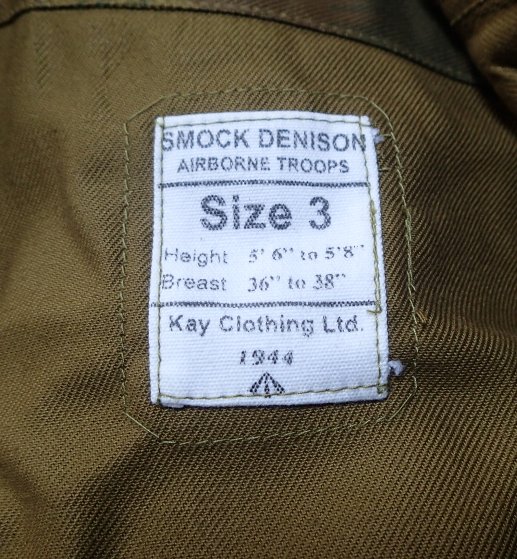 SMOCK DENISON
AIRBORNE TROOPS
Size 3
Height 5' 6" to 5'8"
Breast 36" to 38"
Kay Clothing Ltd.
1944